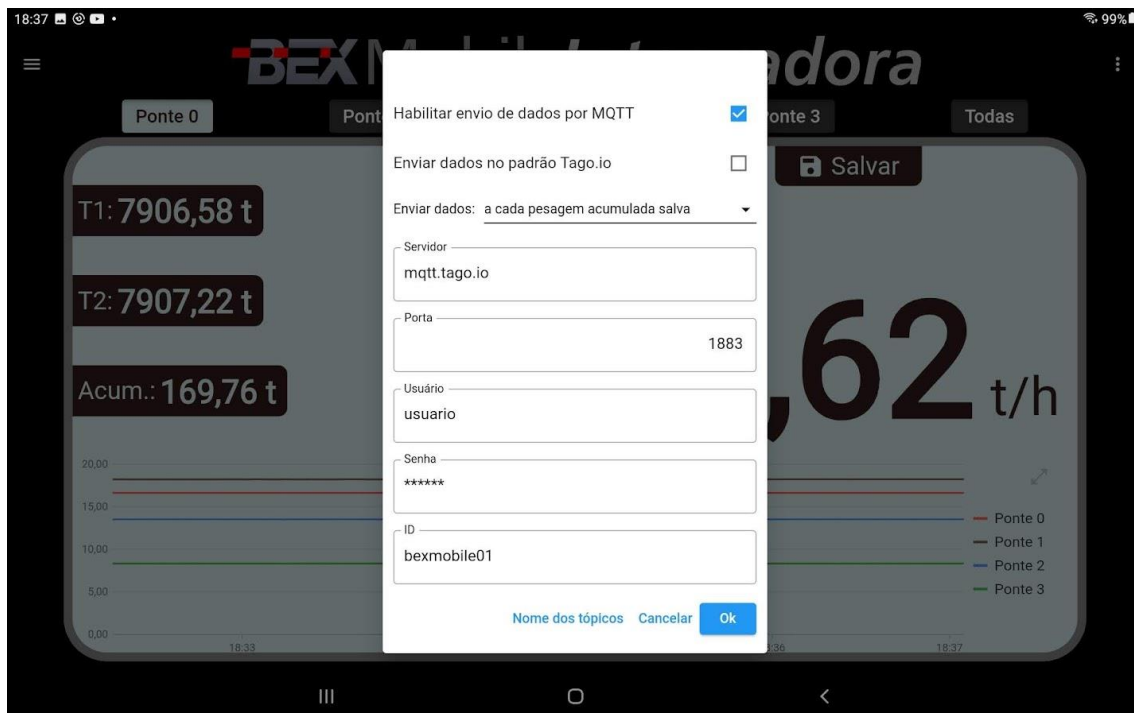 18:37
99%
BEX
adora
Ponte 0
Pont
onte 3
Todas
Salvar
T1: 7906,58 t
T2: 7907,22 t
Acum.: 169,76 t
,62 t/h
20,00
15,00
10,00
5,00
0,00
18:33
:36
18:37
Ponte 0
Ponte 1
Ponte 2
Ponte 3
Habilitar envio de dados por MQTT
Enviar dados no padrão Tago.io
Enviar dados: a cada pesagem acumulada salva
Servidor
mqtt.tago.io
Porta
1883
Usuário
usuario
Senha
******
ID
bexmobile01
Nome dos tópicos Cancelar Ok